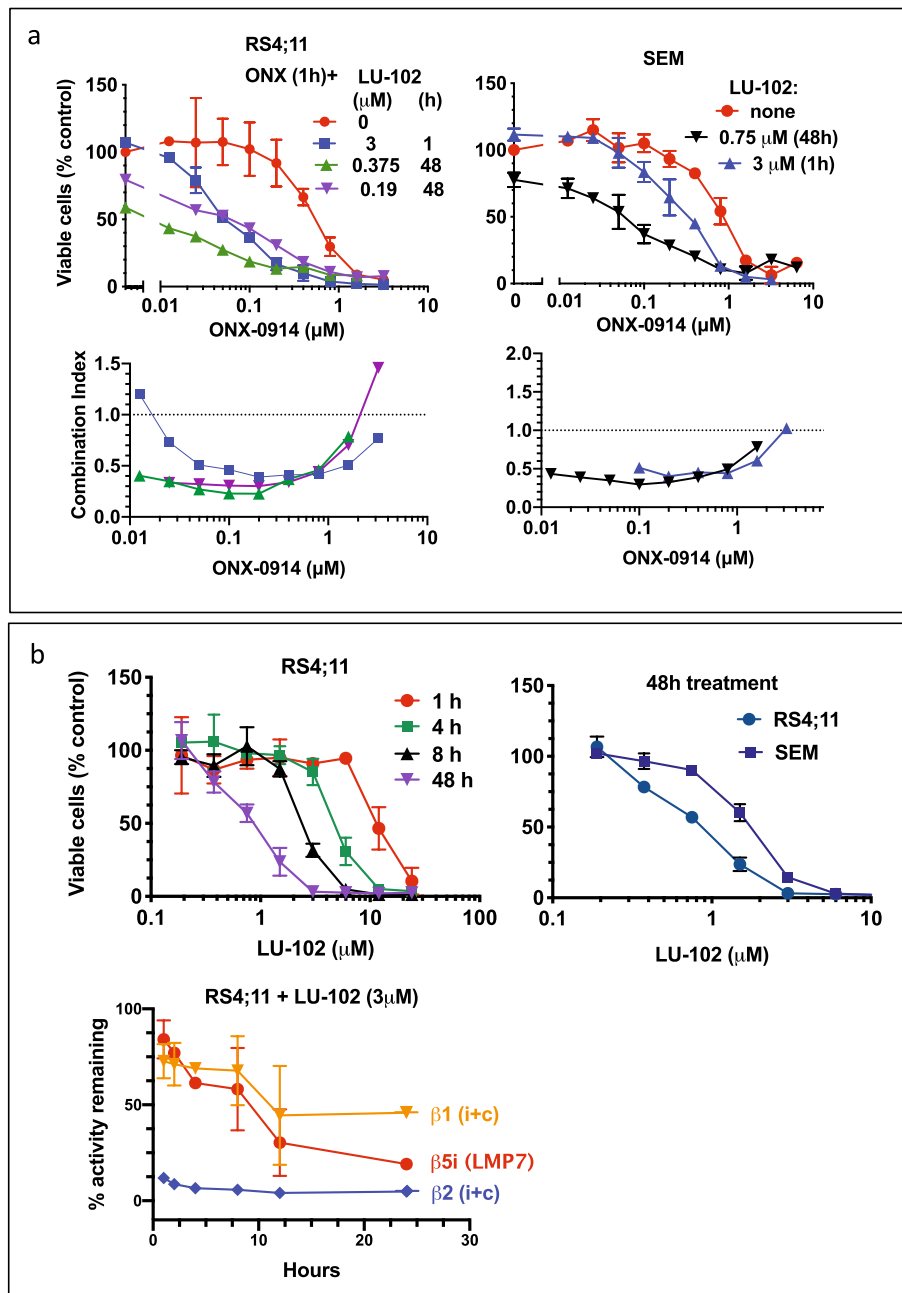 a
RS4;11
ONX (1h)+ LU-102
(μM) (h)
0
3 1
0.375 48
0.19 48
Viable cells (% control)
150
100
50
0
0.01 0.1 1 10
ONX-0914 (μM)
SEM
LU-102:
none
0.75 μM (48h)
3 μM (1h)
150
100
50
0
0 0.01 0.1 1 10
ONX-0914 (μM)
Combination Index
1.5
1.0
0.5
0.0
0.01 0.1 1 10
ONX-0914 (μM)
2.0
1.5
1.0
0.5
0.0
0.01 0.1 1
ONX-0914 (μM)
b
RS4;11
1 h
4 h
8 h
48 h
Viable cells (% control)
150
100
50
0
0.1 1 10 100
LU-102 (μM)
48h treatment
RS4;11
SEM
150
100
50
0
0.1 1 10
LU-102 (μM)
RS4;11 + LU-102 (3μM)
% activity remaining
100
50
0
β1 (i+c)
β5i (LMP7)
β2 (i+c)
0 10 20 30
Hours